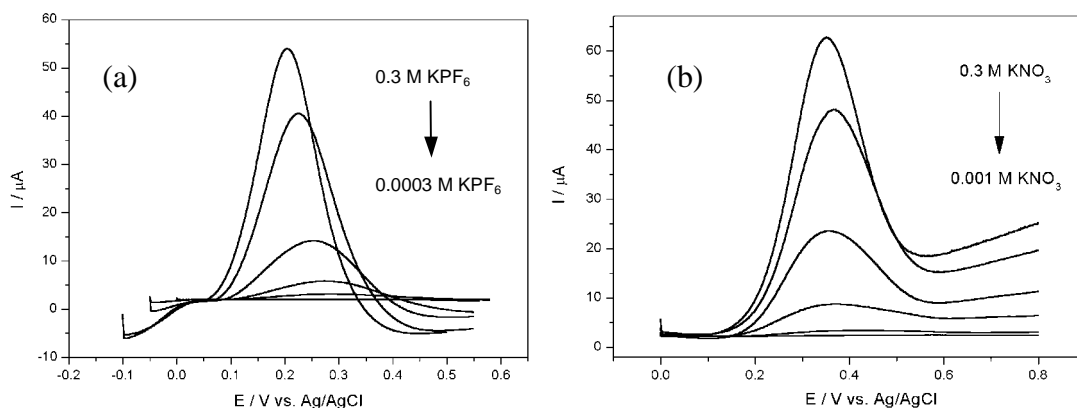 (a)
0.3 M KPF₆
0.0003 M KPF₆
I / μA
60
50
40
30
20
10
0
-10
-0.2
-0.1
0.0
0.1
0.2
0.3
0.4
0.5
0.6
E / V vs. Ag/AgCl
(b)
0.3 M KNO₃
0.001 M KNO₃
I / μA
60
50
40
30
20
10
0
0.0
0.2
0.4
0.6
0.8
E / V vs. Ag/AgCl